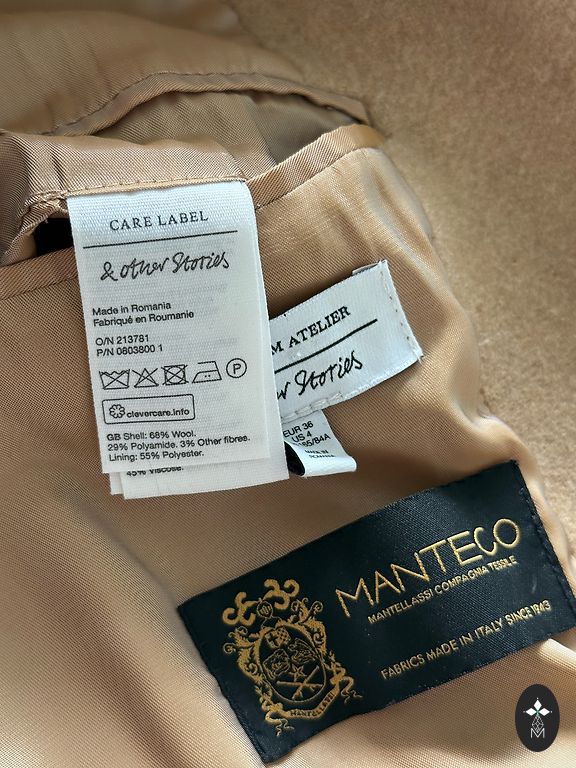 CARE LABEL
& Other Stories
Made in Romania
Fabriqué en Roumanie
O/N 213781
P/N 0803800 1
P
clevercare.info
GB Shell: 68% Wool.
29% Polyamide. 3% Other fibres.
Lining: 55% Polyester.
45% Viscose.
M ATELIER
Stories
EUR 36
US 4
MANTECO
MANTELLASSI COMPAGNIA TESSILE
FABRICS MADE IN ITALY SINCE 1943
MANTELLASSI
M